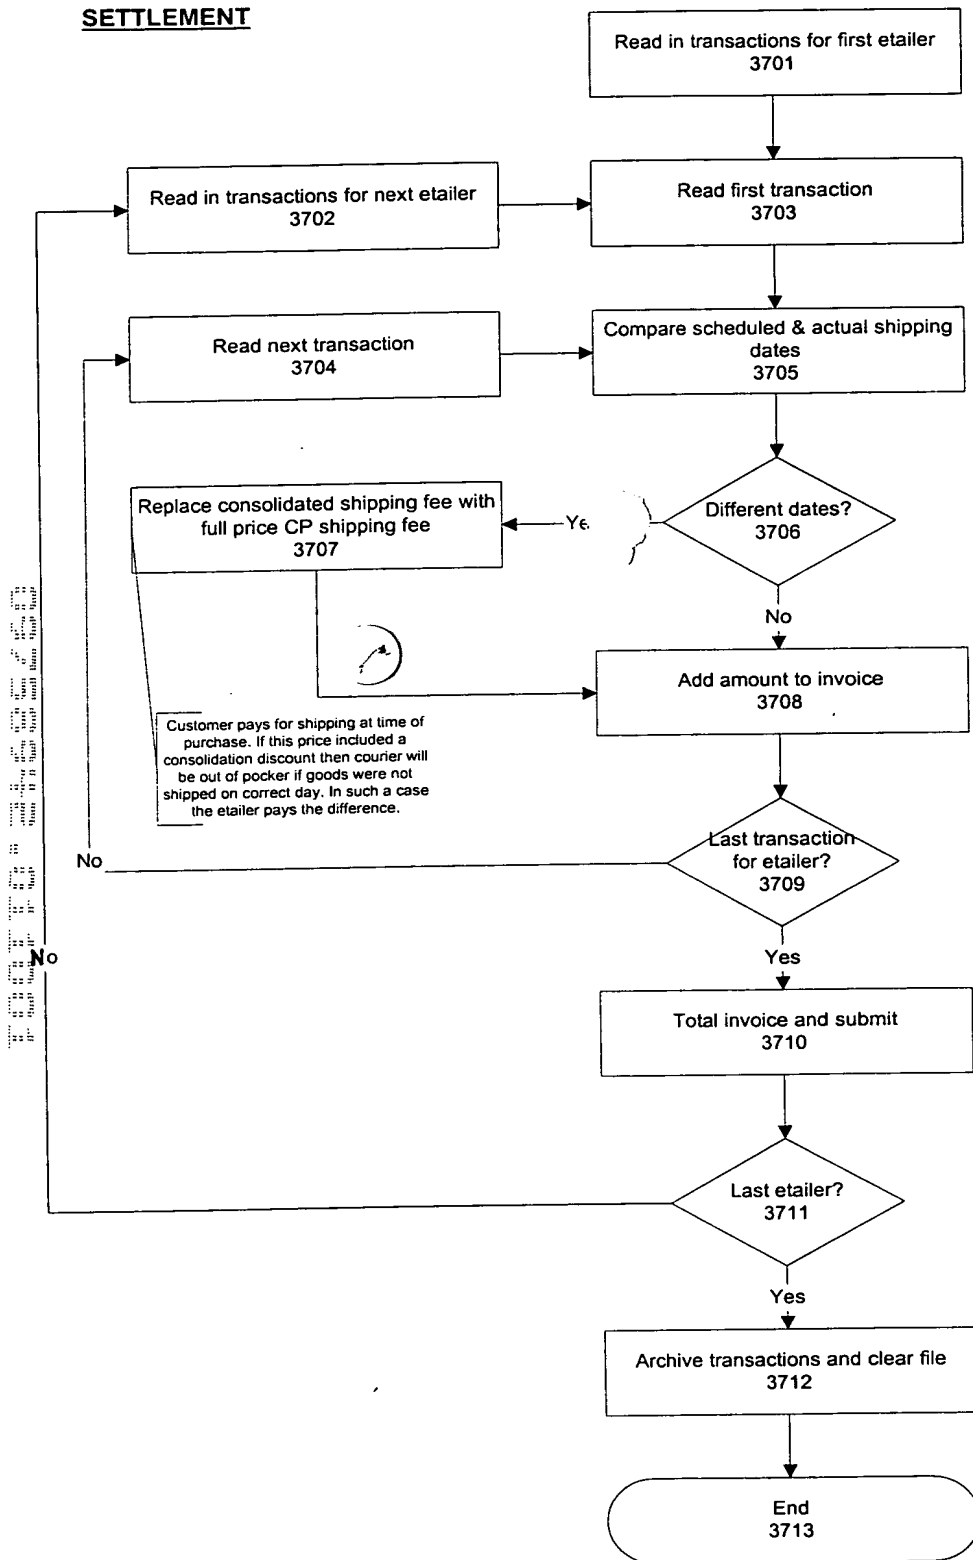 SETTLEMENT
Read in transactions for first etailer
3701
Read in transactions for next etailer
3702
Read first transaction
3703
Read next transaction
3704
Compare scheduled & actual shipping
dates
3705
Replace consolidated shipping fee with
full price CP shipping fee
3707
Different dates?
3706
No
Add amount to invoice
3708
Customer pays for shipping at time of
purchase. If this price included a
consolidation discount then courier will
be out of pocker if goods were not
shipped on correct day. In such a case
the etailer pays the difference.
No
Last transaction
for etailer?
3709
Yes
No
Total invoice and submit
3710
Last etailer?
3711
Yes
Archive transactions and clear file
3712
End
3713